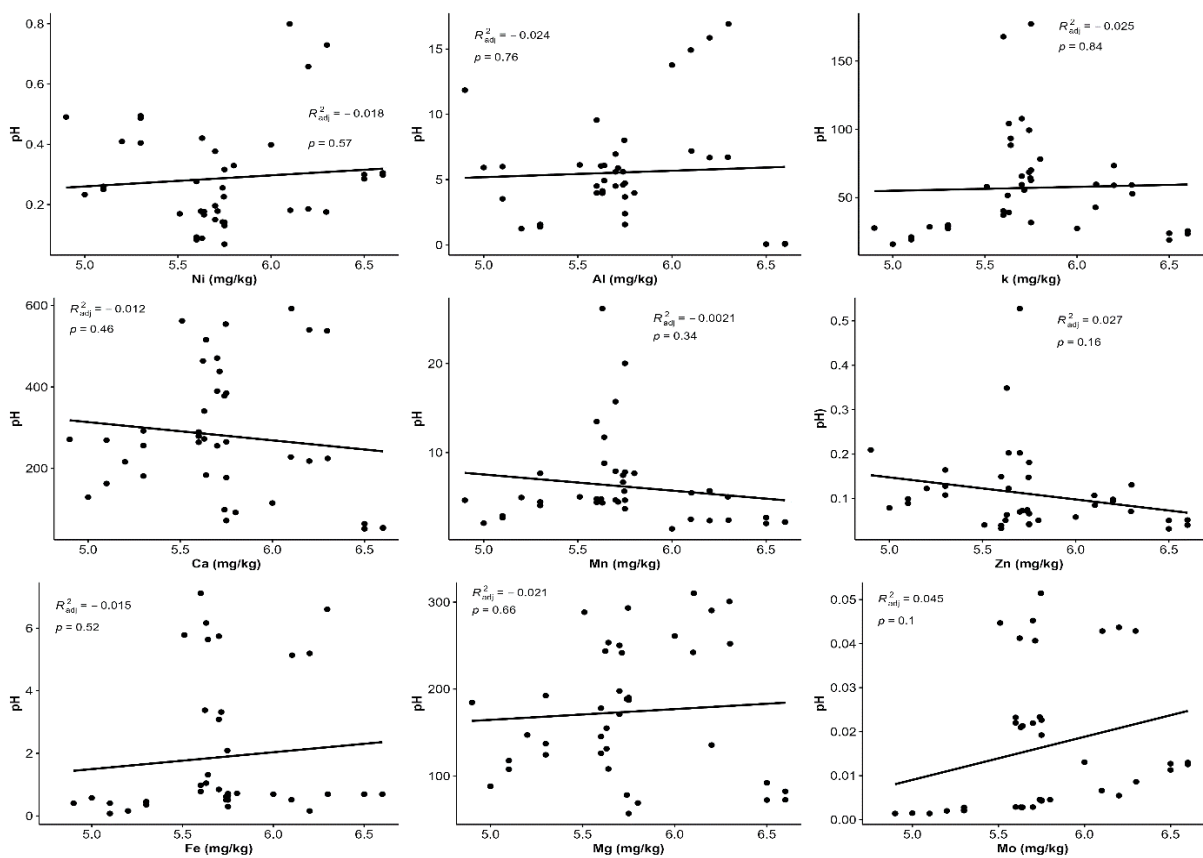 0.8
0.6
0.4
0.2
pH
R²adj = − 0.018
p = 0.57
5.0 5.5 6.0 6.5
Ni (mg/kg)
15
10
5
0
pH
R²adj = − 0.024
p = 0.76
5.0 5.5 6.0 6.5
Al (mg/kg)
150
100
50
pH
R²adj = − 0.025
p = 0.84
5.0 5.5 6.0 6.5
k (mg/kg)
600
400
200
pH
R²adj = − 0.012
p = 0.46
5.0 5.5 6.0 6.5
Ca (mg/kg)
20
10
pH
R²adj = − 0.0021
p = 0.34
5.0 5.5 6.0 6.5
Mn (mg/kg)
0.5
0.4
0.3
0.2
0.1
0.0
pH)
R²adj = 0.027
p = 0.16
5.0 5.5 6.0 6.5
Zn (mg/kg)
6
4
2
0
pH
R²adj = − 0.015
p = 0.52
5.0 5.5 6.0 6.5
Fe (mg/kg)
300
200
100
pH
R²adj = − 0.021
p = 0.66
5.0 5.5 6.0 6.5
Mg (mg/kg)
0.05
0.04
0.03
0.02
0.01
0.00
pH
R²adj = 0.045
p = 0.1
5.0 5.5 6.0 6.5
Mo (mg/kg)